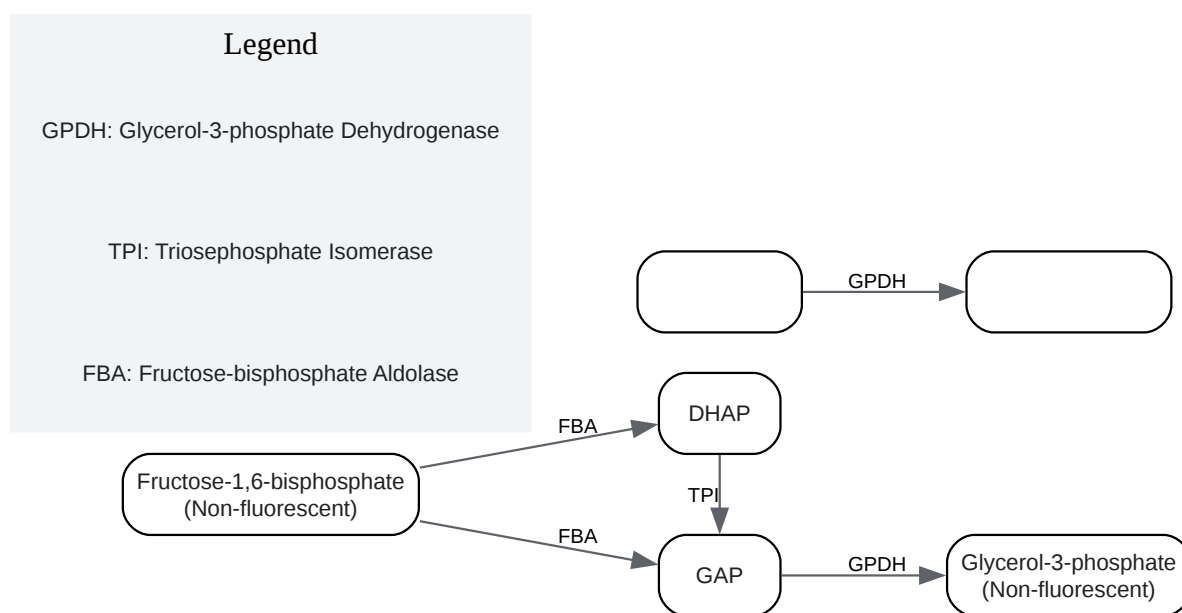 Legend
GPDH: Glycerol-3-phosphate Dehydrogenase
TPI: Triosephosphate Isomerase
FBA: Fructose-bisphosphate Aldolase
GPDH
DHAP
FBA
Fructose-1,6-bisphosphate
(Non-fluorescent)
TPI
FBA
GAP
GPDH
Glycerol-3-phosphate
(Non-fluorescent)